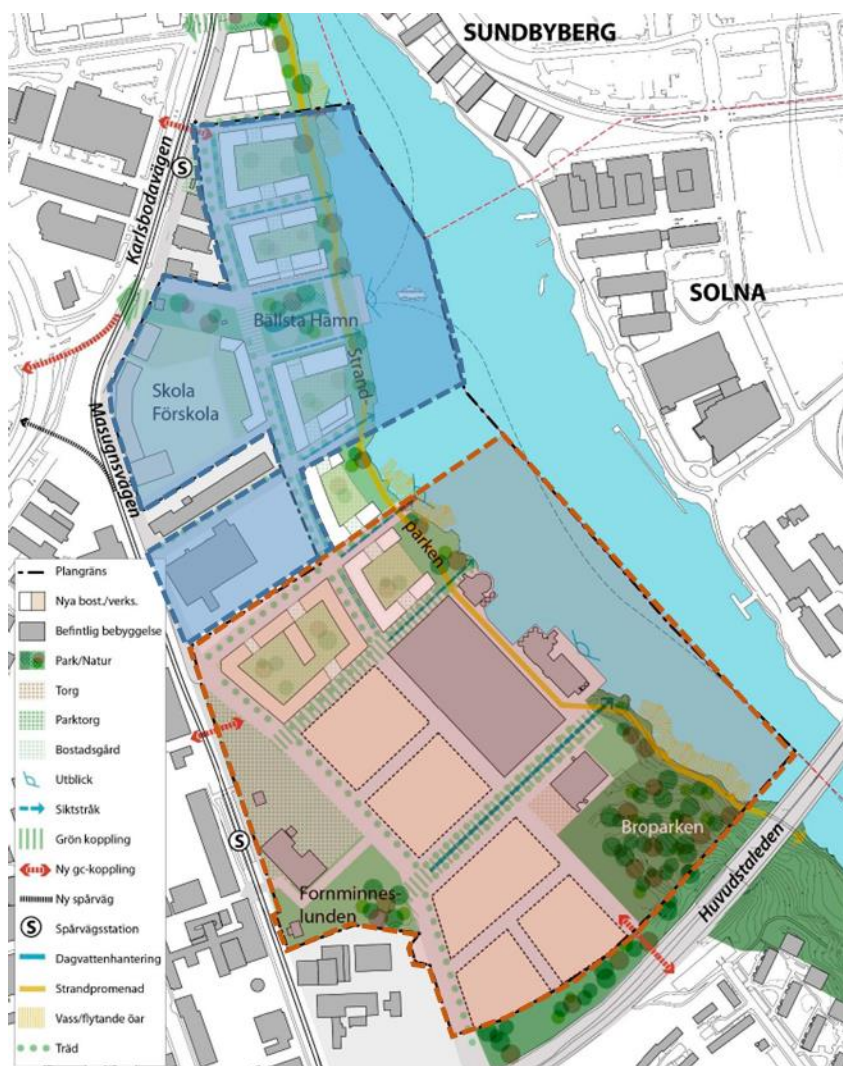 SUNDBYBERG
SOLNA
Karlsbodavägen
S
Bällsta Hamn
Strand-
Skola
Förskola
Masugnsvägen
parken
Plangräns
Nya bost./verks.
Befintlig bebyggelse
Park/Natur
Torg
Parktorg
Bostadsgård
Utblick
Siktstråk
Grön koppling
Ny gc-koppling
Ny spårväg
S Spårvägsstation
Dagvattenhantering
Strandpromenad
Vass/flytande öar
Träd
S
Broparken
Fornminnes-
lunden
Huvudstaleden